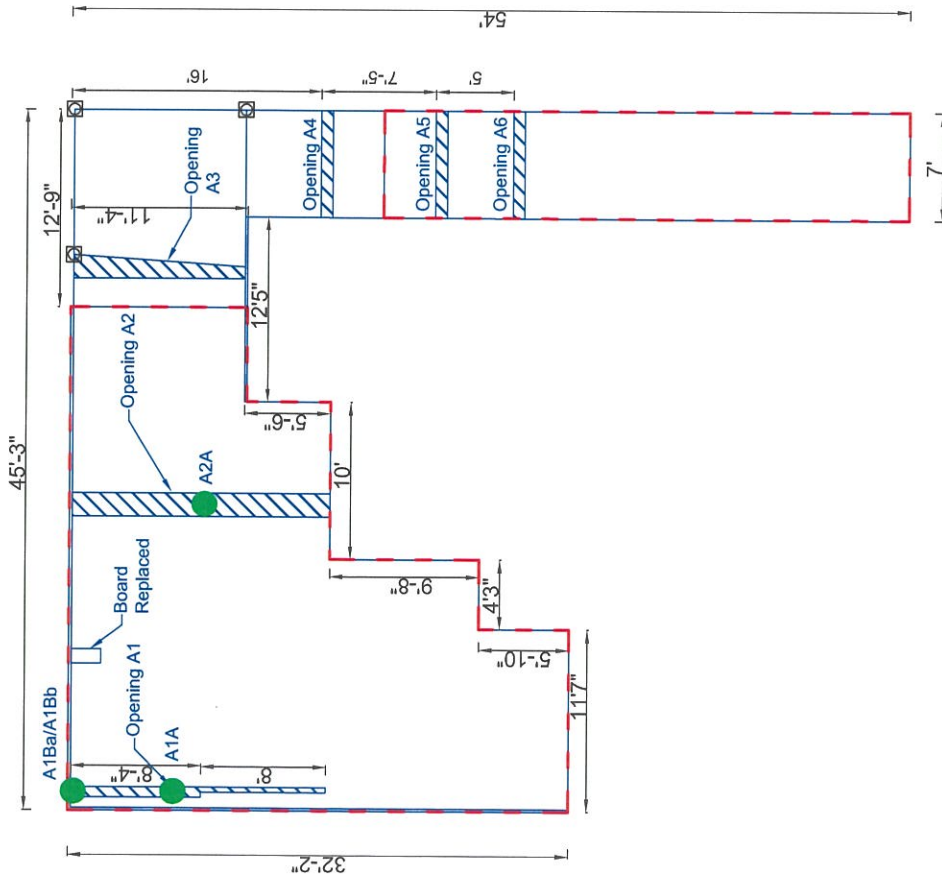 45'-3"
12'-9"
54'
16'
7'-5"
5'
11'-4"
Opening
A3
Opening A4
Opening A5
Opening A6
7'
12'5"
Opening A2
A2A
5'-6"
10'
Board
Replaced
9'-8"
4'3"
5'-10"
11'7"
A1Ba/A1Bb
Opening A1
A1A
8'-4"
8'
32'-2"